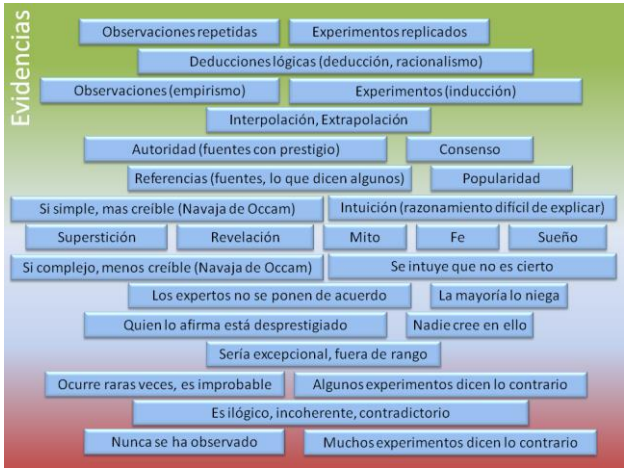 Evidencias
Observaciones repetidas
Experimentos replicados
Deducciones lógicas (deducción, racionalismo)
Observaciones (empirismo)
Experimentos (inducción)
Interpolación, Extrapolación
Autoridad (fuentes con prestigio)
Consenso
Referencias (fuentes, lo que dicen algunos)
Popularidad
Si simple, mas creíble (Navaja de Occam)
Intuición (razonamiento difícil de explicar)
Superstición
Revelación
Mito
Fe
Sueño
Si complejo, menos creíble (Navaja de Occam)
Se intuye que no es cierto
Los expertos no se ponen de acuerdo
La mayoría lo niega
Quien lo afirma está desprestigiado
Nadie cree en ello
Sería excepcional, fuera de rango
Ocurre raras veces, es improbable
Algunos experimentos dicen lo contrario
Es ilógico, incoherente, contradictorio
Nunca se ha observado
Muchos experimentos dicen lo contrario